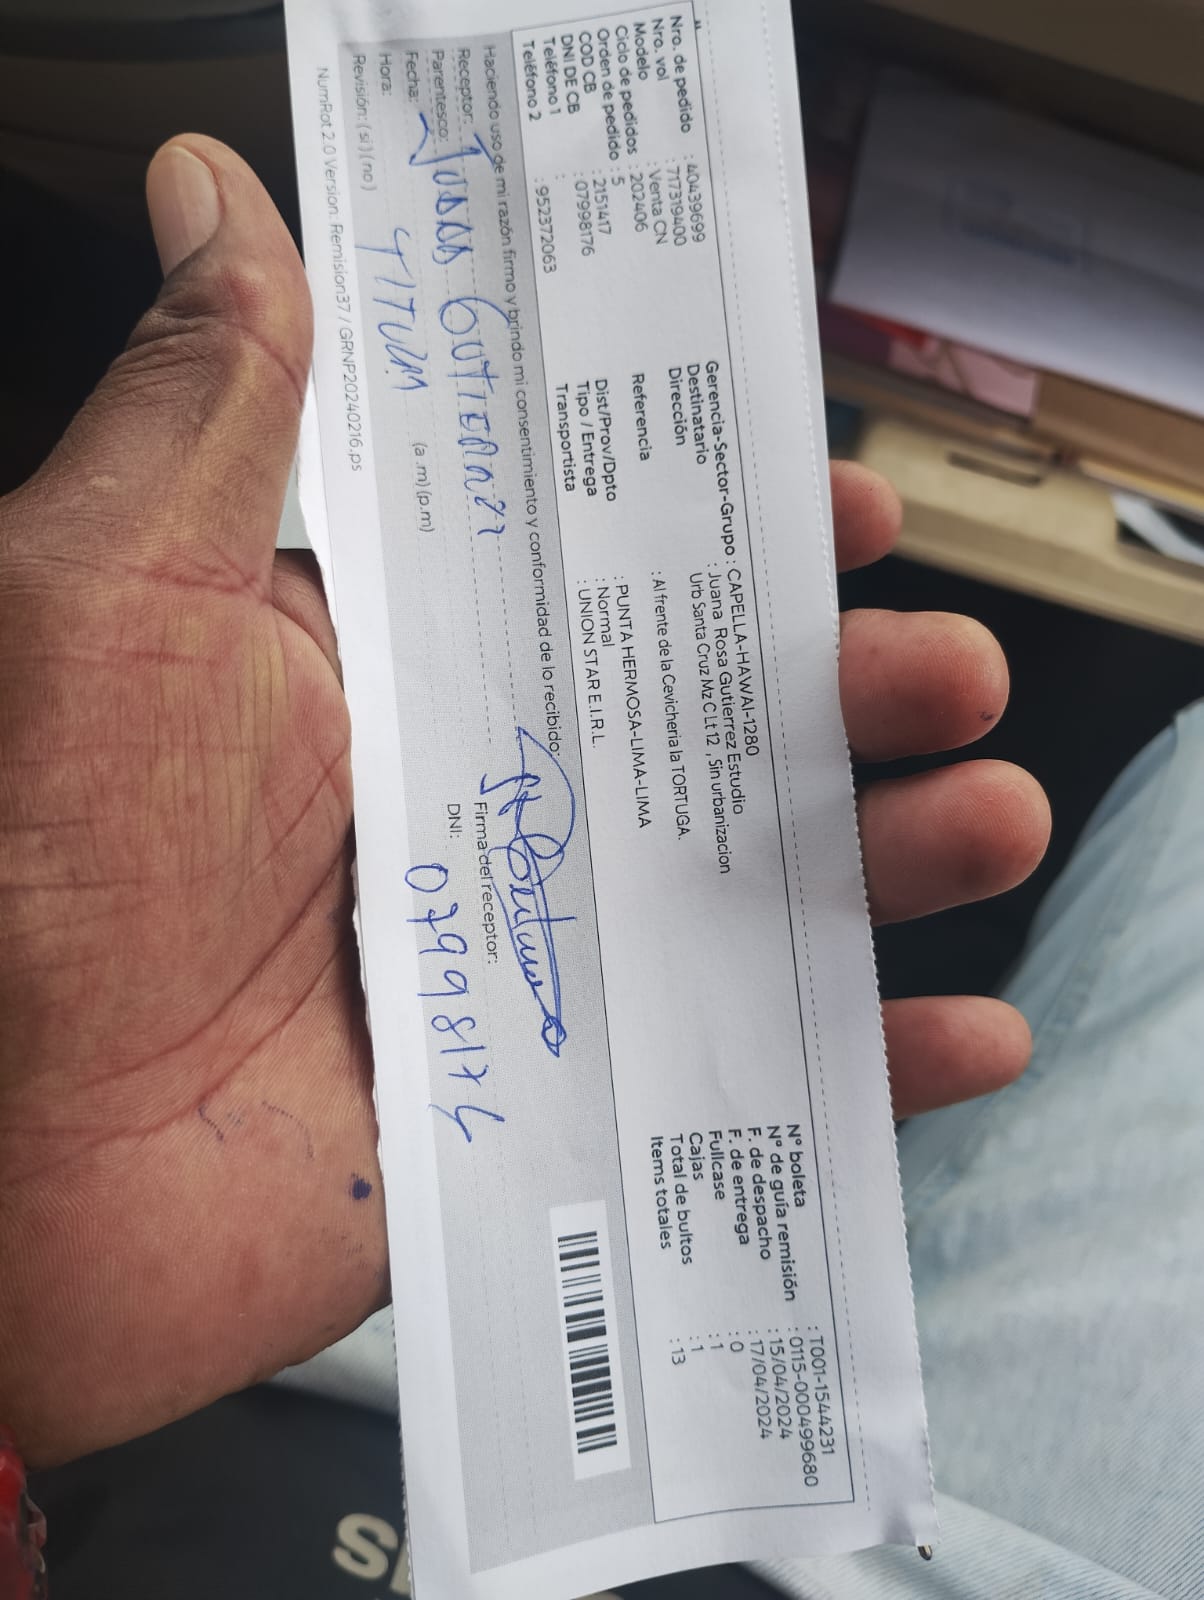 Nro. de pedido : 40439699
Nro. vol : 717319400
Modelo : Venta CN
Ciclo de pedidos : 202406
Orden de pedido : 5
COD CB : 2151417
DNI DE CB : 07998176
Teléfono 1 :
Teléfono 2 : 952372063
Gerencia-Sector-Grupo : CAPELLA-HAWAI-1280
Destinatario : Juana Rosa Gutierrez Estudio
Dirección Urb Santa Cruz Mz C Lt 12 , Sin urbanizacion
Referencia : Al frente de la Cevicheria la TORTUGA.
Dist/Prov/Dpto : PUNTA HERMOSA-LIMA-LIMA
Tipo / Entrega : Normal
Transportista : UNION STAR E.I.R.L.
N° boleta : T001-1544231
N° de guía remisión : 0115-000499680
F. de despacho : 15/04/2024
F. de entrega : 17/04/2024
Fullcase : 0
Cajas : 1
Total de bultos : 1
Items totales : 13
Haciendo uso de mi razón firmo y brindo mi consentimiento y conformidad de lo recibido:
Receptor:
Parentesco:
Fecha:
Hora: (a.m) (p.m)
Revisión: (si) (no)
Firma del receptor:
DNI: 07998176
NumRot 2.0 Version: Remision37 / GRNP20240216.ps